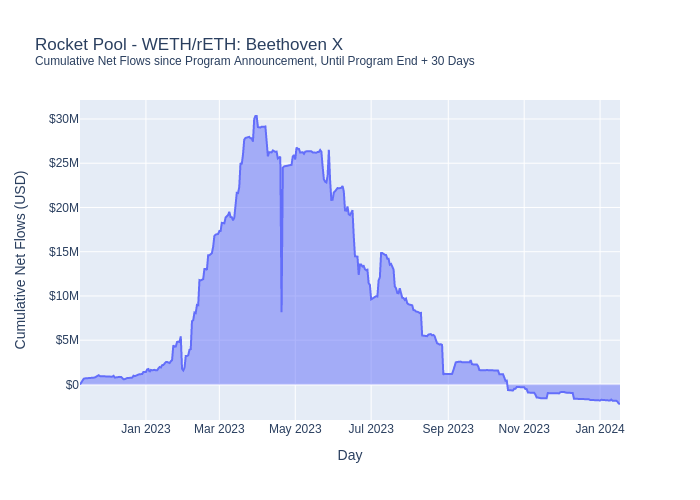 Rocket Pool - WETH/rETH: Beethoven X
Cumulative Net Flows since Program Announcement, Until Program End + 30 Days
Cumulative Net Flows (USD)
$30M
$25M
$20M
$15M
$10M
$5M
$0
Jan 2023 Mar 2023 May 2023 Jul 2023 Sep 2023 Nov 2023 Jan 2024
Day